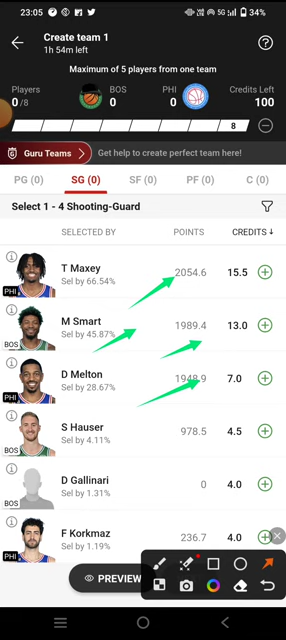 23:05
5G
34%
Create team 1
1h 54m left
Maximum of 5 players from one team
Players BOS PHI Credits Left
0/8 0 0 100
8
Guru Teams Get help to create perfect team here!
PG (0) SG (0) SF (0) PF (0) C (0)
Select 1 - 4 Shooting-Guard
SELECTED BY POINTS CREDITS ↓
T Maxey
Sel by 66.54%
2054.6 15.5
PHI
M Smart
Sel by 45.87%
1989.4 13.0
BOS
D Melton
Sel by 28.67%
1948.9 7.0
PHI
S Hauser
Sel by 4.11%
978.5 4.5
BOS
D Gallinari
Sel by 1.31%
0 4.0
BOS
F Korkmaz
Sel by 1.19%
236.7 4.0
PHI
PREVIEW